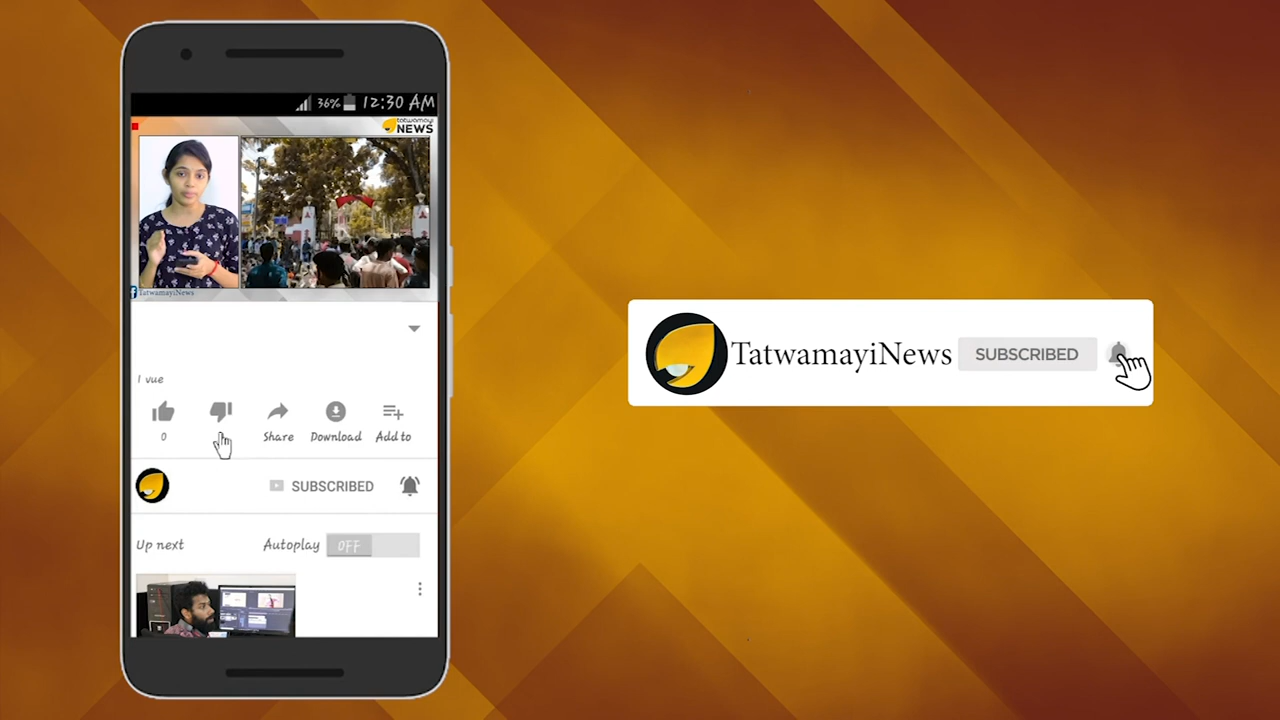 36% 12:30 AM
tatwamayi
NEWS
TatwamayiNews
1 vue
0 Share Download Add to
SUBSCRIBED
Up next Autoplay OFF
TatwamayiNews SUBSCRIBED